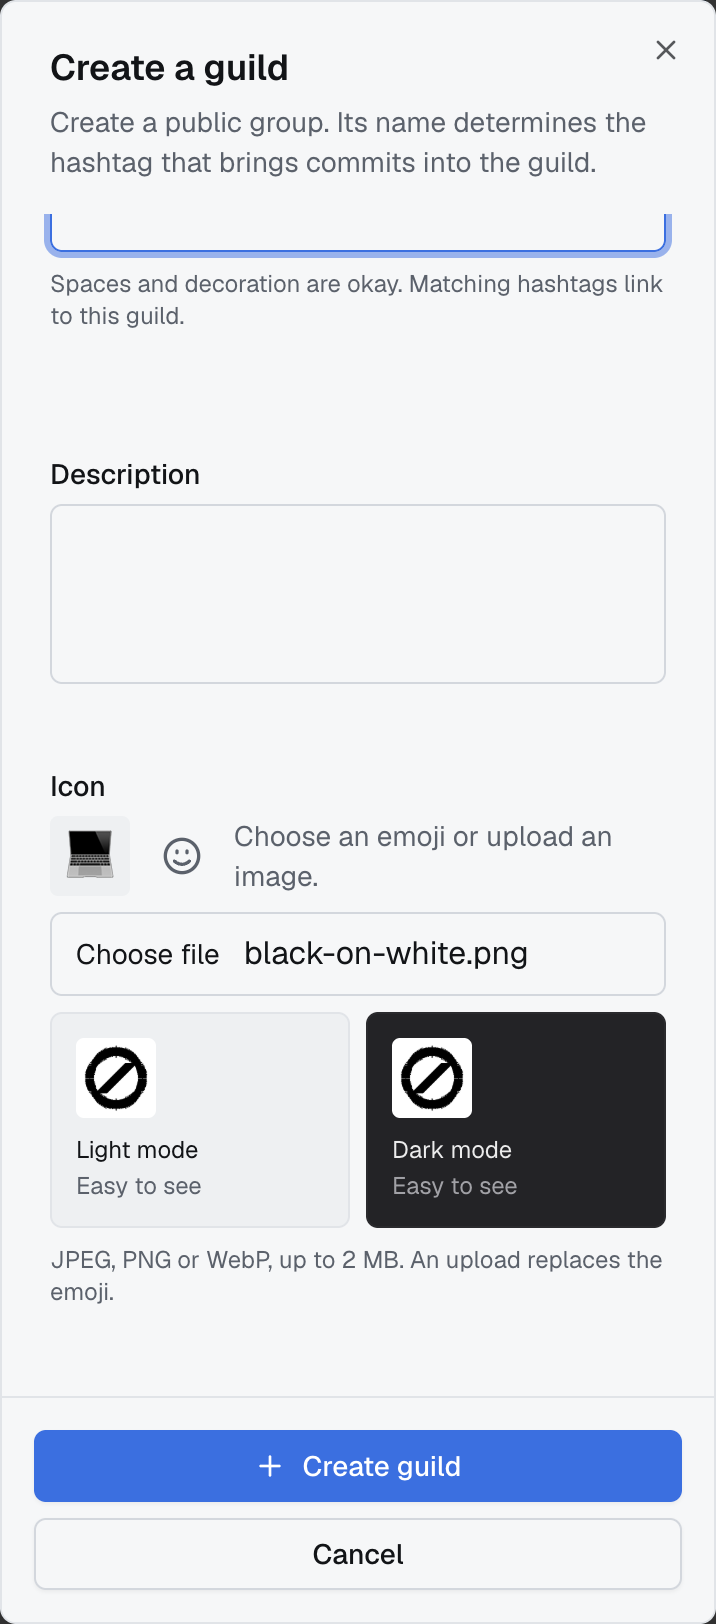 Create a guild
Create a public group. Its name determines the
hashtag that brings commits into the guild.
Spaces and decoration are okay. Matching hashtags link
to this guild.
Description
Icon
Choose an emoji or upload an
image.
Choose file black-on-white.png
Light mode
Easy to see
Dark mode
Easy to see
JPEG, PNG or WebP, up to 2 MB. An upload replaces the
emoji.
Create guild
Cancel